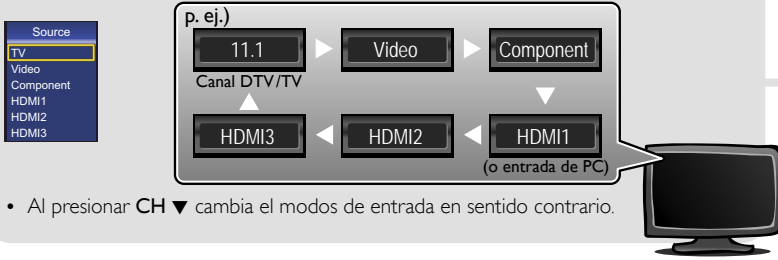 Source
TV
Video
Component
HDMI1
HDMI2
HDMI3
p. ej.)
11.1
Video
Component
Canal DTV/TV
HDMI3
HDMI2
HDMI1
(o entrada de PC)
• Al presionar CH ▼ cambia el modos de entrada en sentido contrario.